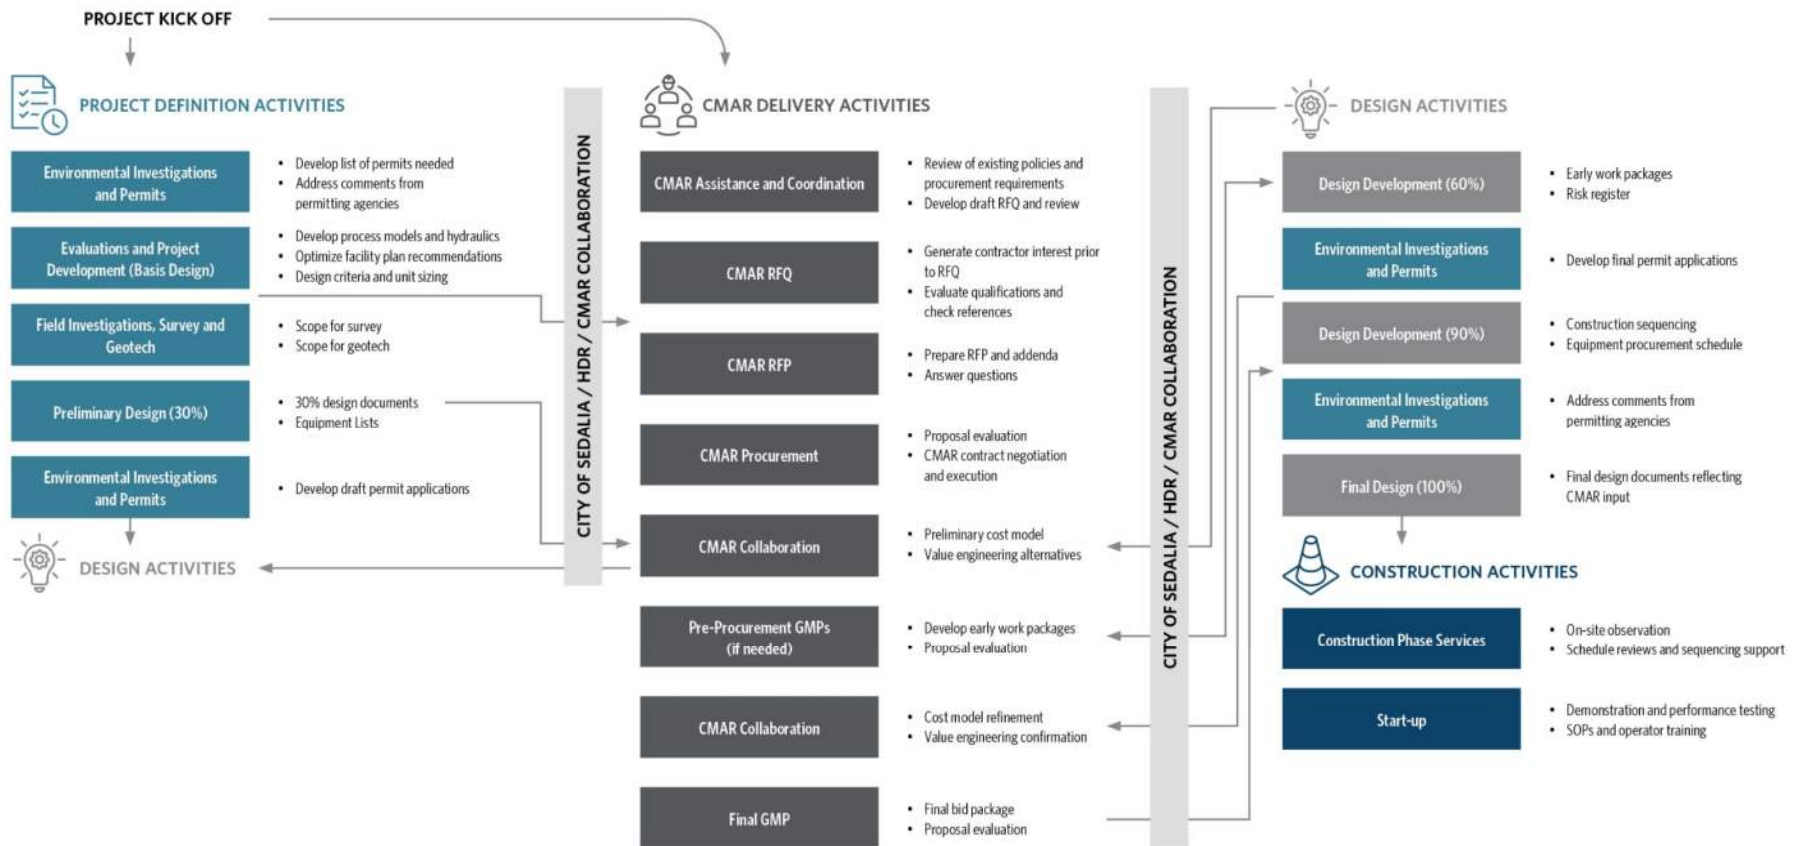 PROJECT KICK OFF
PROJECT DEFINITION ACTIVITIES
Environmental Investigations
and Permits
• Develop list of permits needed
• Address comments from
permitting agencies
Evaluations and Project
Development (Basis Design)
• Develop process models and hydraulics
• Optimize facility plan recommendations
• Design criteria and unit sizing
Field Investigations, Survey and
Geotech
• Scope for survey
• Scope for geotech
Preliminary Design (30%)
• 30% design documents
• Equipment Lists
Environmental Investigations
and Permits
• Develop draft permit applications
DESIGN ACTIVITIES
CITY OF SEDALIA / HDR / CMAR COLLABORATION
CMAR DELIVERY ACTIVITIES
CMAR Assistance and Coordination
• Review of existing policies and
procurement requirements
• Develop draft RFQ and review
CMAR RFQ
• Generate contractor interest prior
to RFQ
• Evaluate qualifications and
check references
CMAR RFP
• Prepare RFP and addenda
• Answer questions
CMAR Procurement
• Proposal evaluation
• CMAR contract negotiation
and execution
CMAR Collaboration
• Preliminary cost model
• Value engineering alternatives
Pre-Procurement GMPs
(if needed)
• Develop early work packages
• Proposal evaluation
CMAR Collaboration
• Cost model refinement
• Value engineering confirmation
Final GMP
• Final bid package
• Proposal evaluation
CITY OF SEDALIA / HDR / CMAR COLLABORATION
DESIGN ACTIVITIES
Design Development (60%)
• Early work packages
• Risk register
Environmental Investigations
and Permits
• Develop final permit applications
Design Development (90%)
• Construction sequencing
• Equipment procurement schedule
Environmental Investigations
and Permits
• Address comments from
permitting agencies
Final Design (100%)
• Final design documents reflecting
CMAR input
CONSTRUCTION ACTIVITIES
Construction Phase Services
• On-site observation
• Schedule reviews and sequencing support
Start-up
• Demonstration and performance testing
• SOPs and operator training